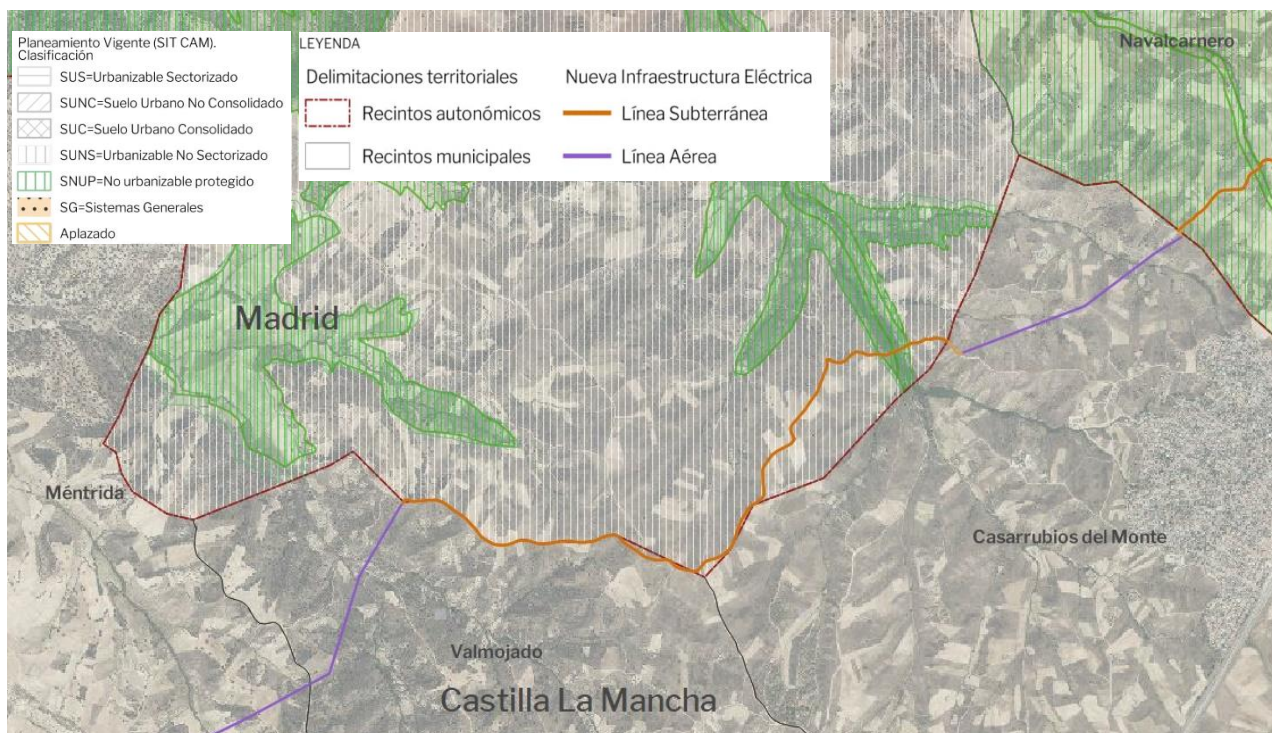 Planeamiento Vigente (SIT CAM).
Clasificación
SUS=Urbanizable Sectorizado
SUNC=Suelo Urbano No Consolidado
SUC=Suelo Urbano Consolidado
SUNS=Urbanizable No Sectorizado
SNUP=No urbanizable protegido
SG=Sistemas Generales
Aplazado
LEYENDA
Delimitaciones territoriales
Recintos autonómicos
Recintos municipales
Nueva Infraestructura Eléctrica
Línea Subterránea
Línea Aérea
Navalcarnero
Madrid
Méntrida
Casarrubios del Monte
Valmojado
Castilla La Mancha